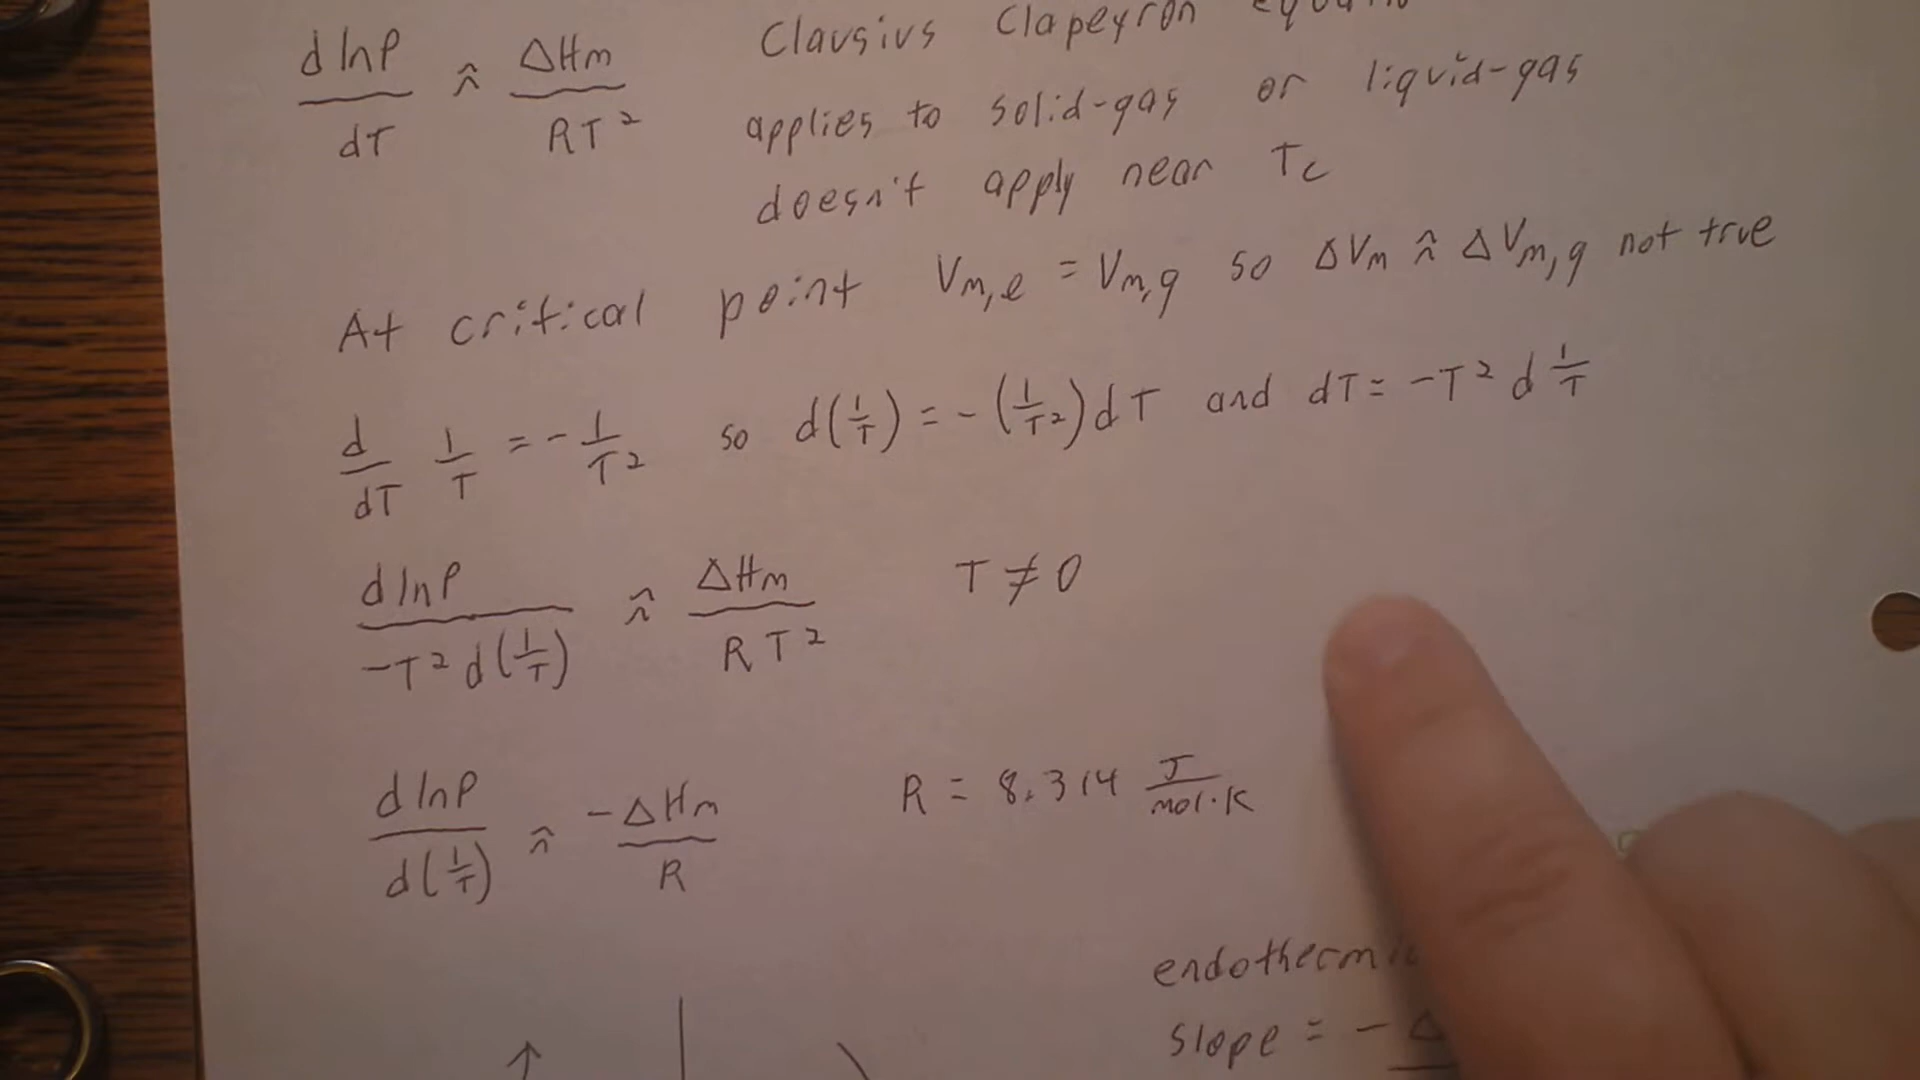 d ln P / dT ≈ ΔHm / RT² Clausius Clapeyron
applies to solid-gas or liquid-gas
doesn't apply near Tc
At critical point Vm,ℓ = Vm,g so ΔVm ≈ ΔVm,g not true
d/dT 1/T = -1/T² so d(1/T) = -(1/T²)dT and dT = -T² d 1/T
d ln P / -T² d(1/T) ≈ ΔHm / RT² T ≠ 0
d ln P / d(1/T) ≈ -ΔHm / R R = 8.314 J/mol·K
endothermic
slope = - Δ